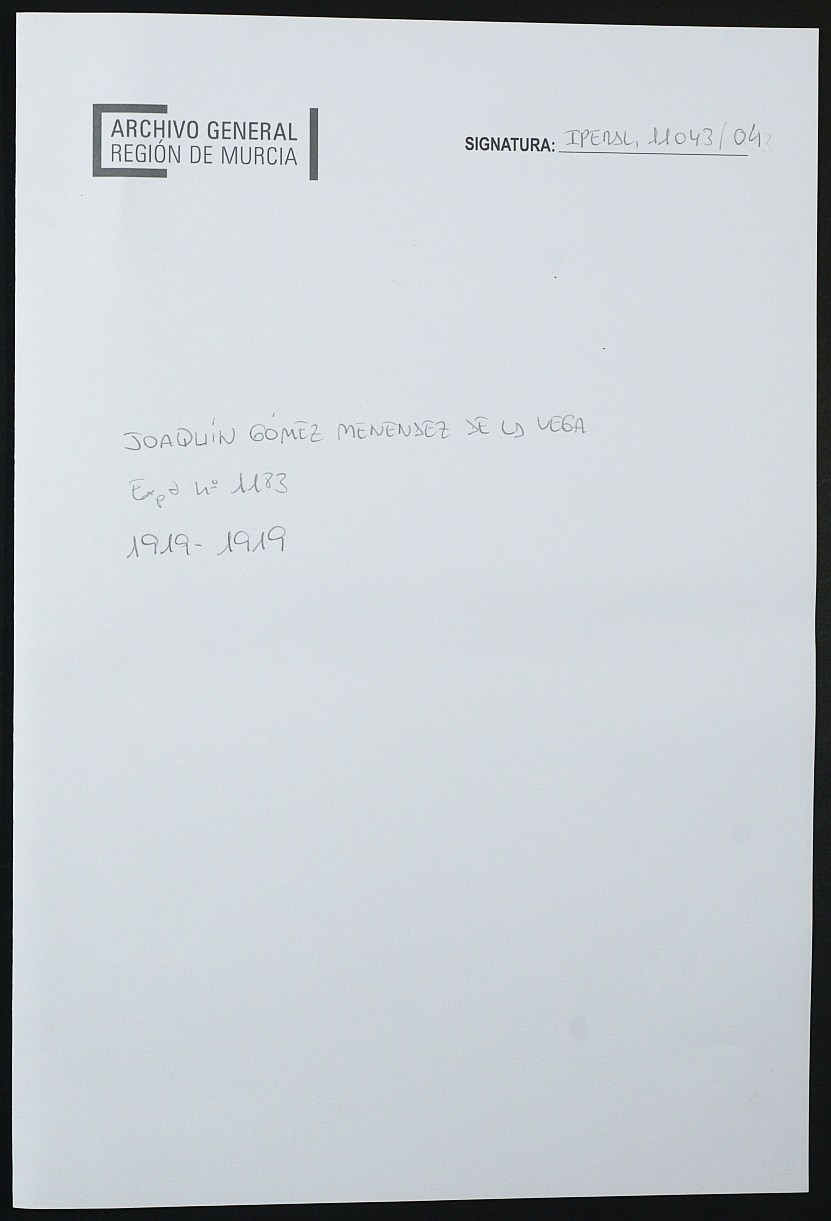 ARCHIVO GENERAL
REGIÓN DE MURCIA
SIGNATURA: IPERSL, 11043/04
JOAQUÍN GÓMEZ MENENDEZ DE LA VEGA
Expd nº 1183
1919- 1919